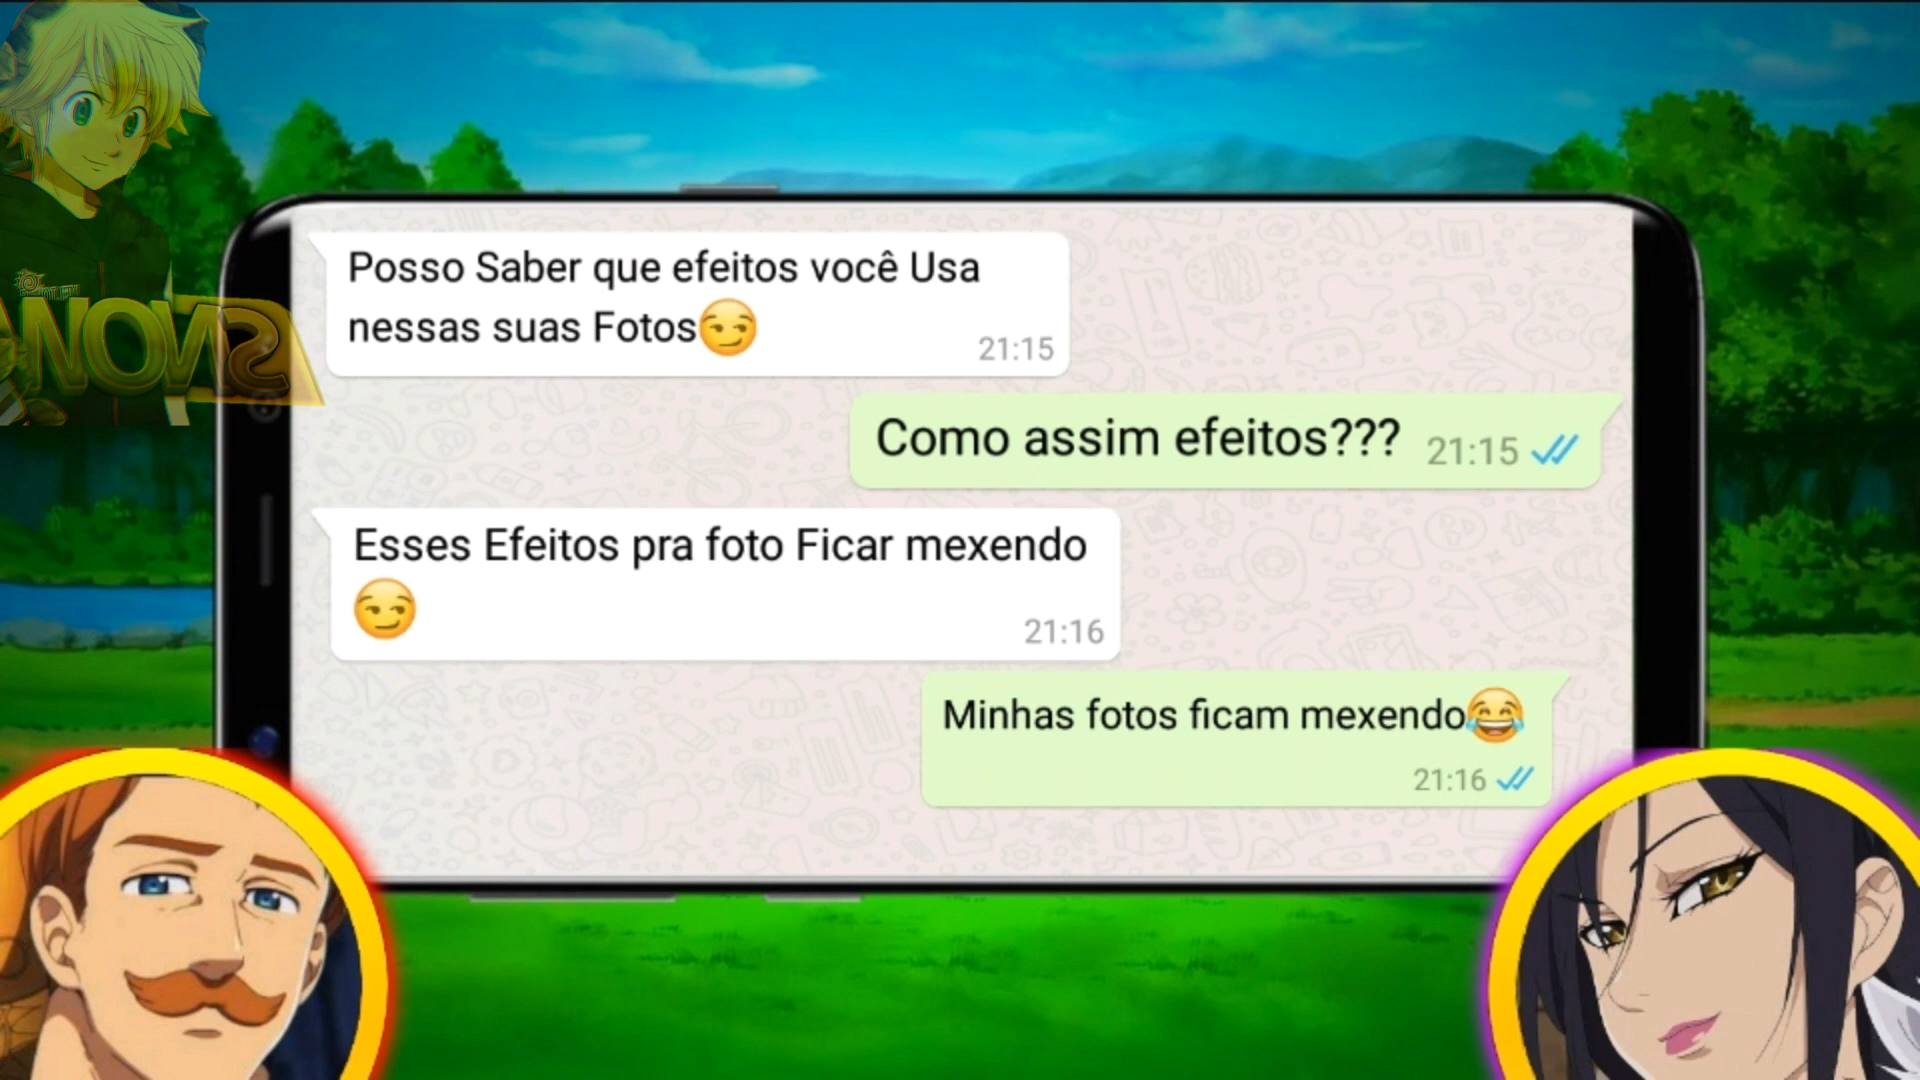 Posso Saber que efeitos você Usa
nessas suas Fotos😏
21:15
Como assim efeitos???
21:15
Esses Efeitos pra foto Ficar mexendo
😏
21:16
Minhas fotos ficam mexendo😂
21:16